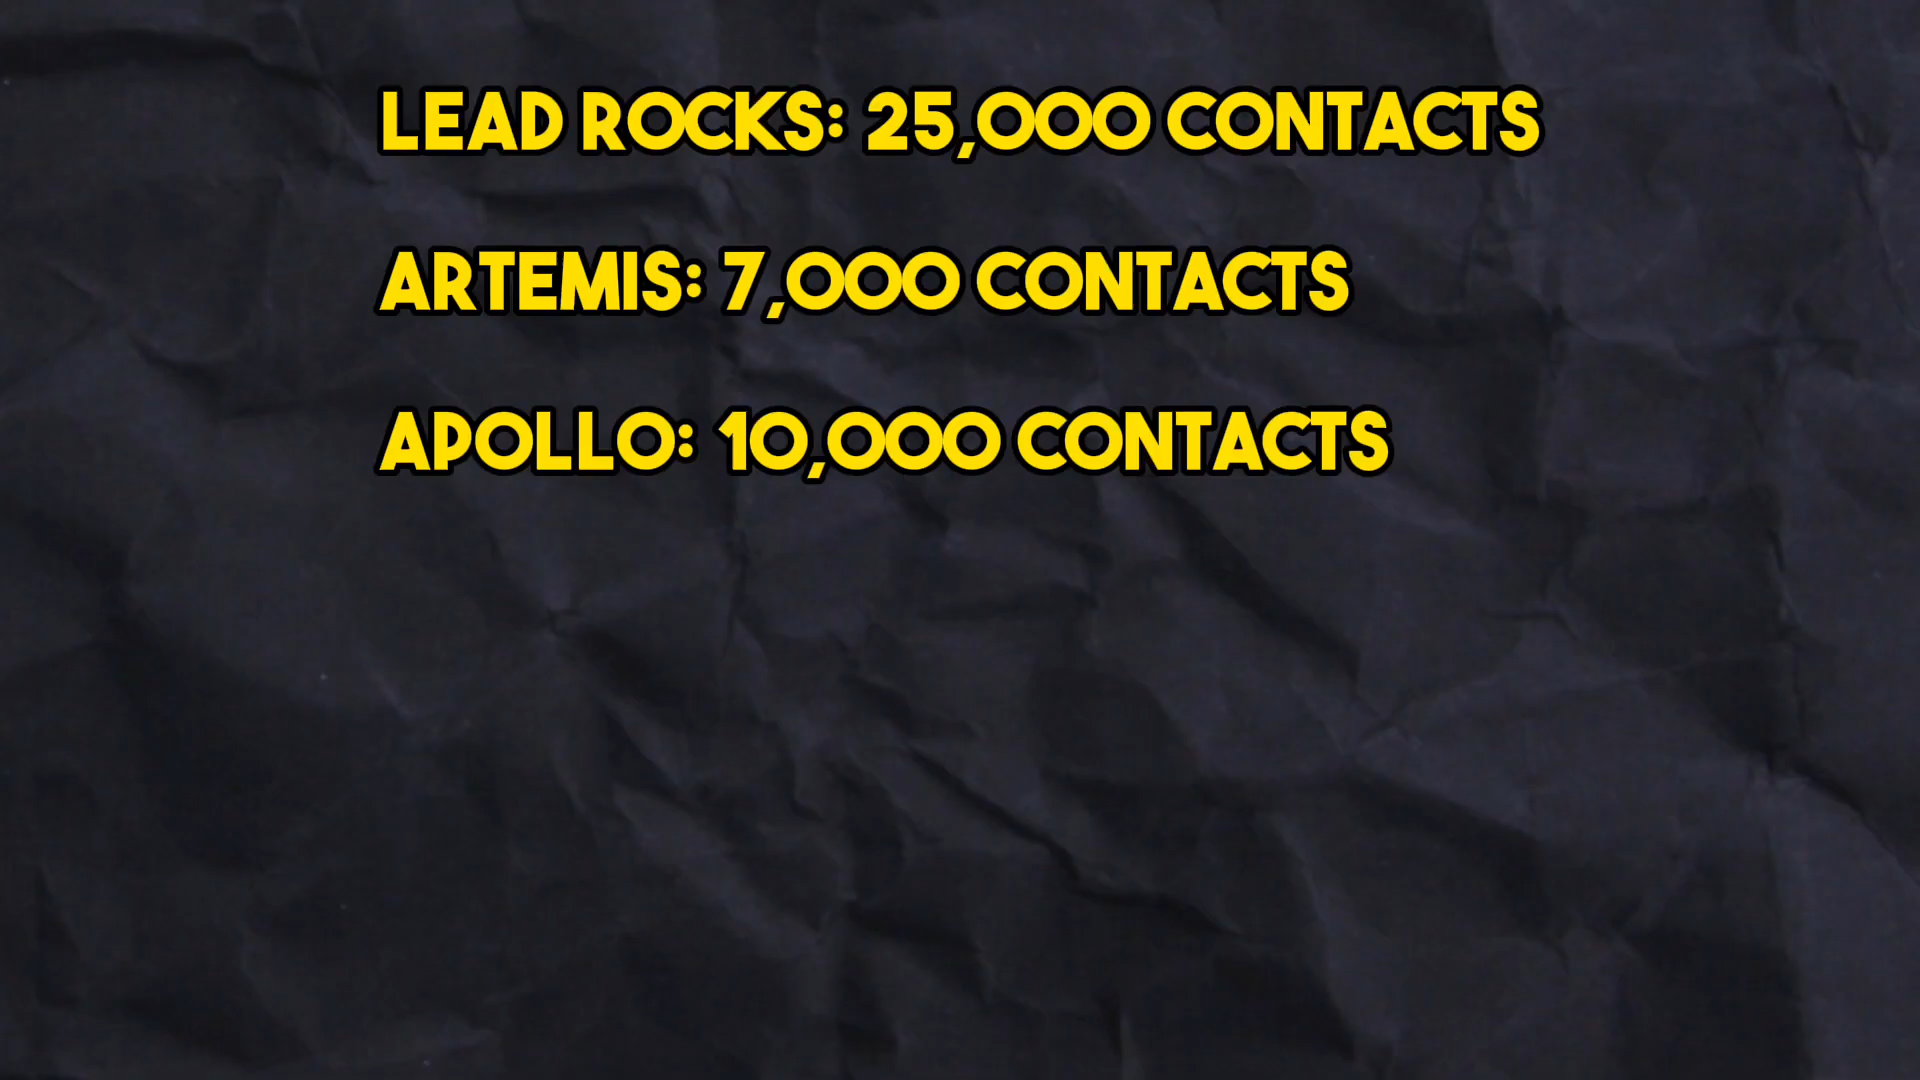 LEAD ROCKS: 25,000 CONTACTS
ARTEMIS: 7,000 CONTACTS
APOLLO: 10,000 CONTACTS